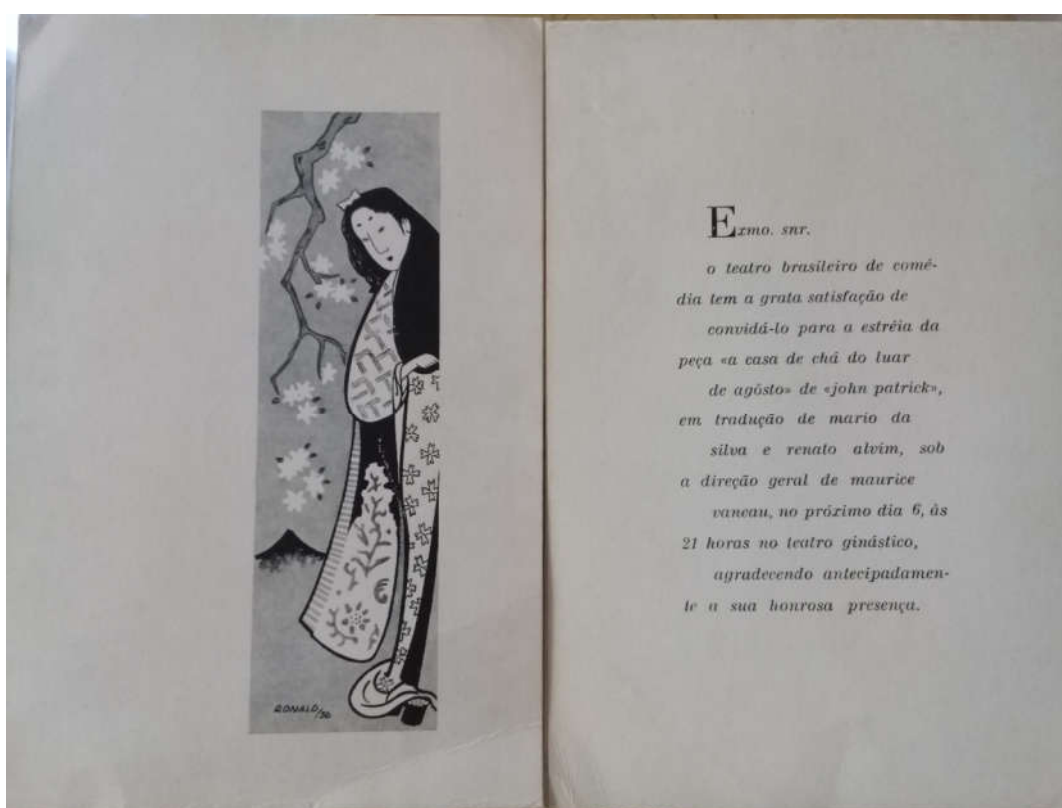 RONALD/56
Exmo. snr.
o teatro brasileiro de comé-
dia tem a grata satisfação de
convidá-lo para a estréia da
peça «a casa de chá do luar
de agôsto» de «john patrick»,
em tradução de mario da
silva e renato alvim, sob
a direção geral de maurice
vaneau, no próximo dia 6, às
21 horas no teatro ginástico,
agradecendo antecipadamen-
te a sua honrosa presença.